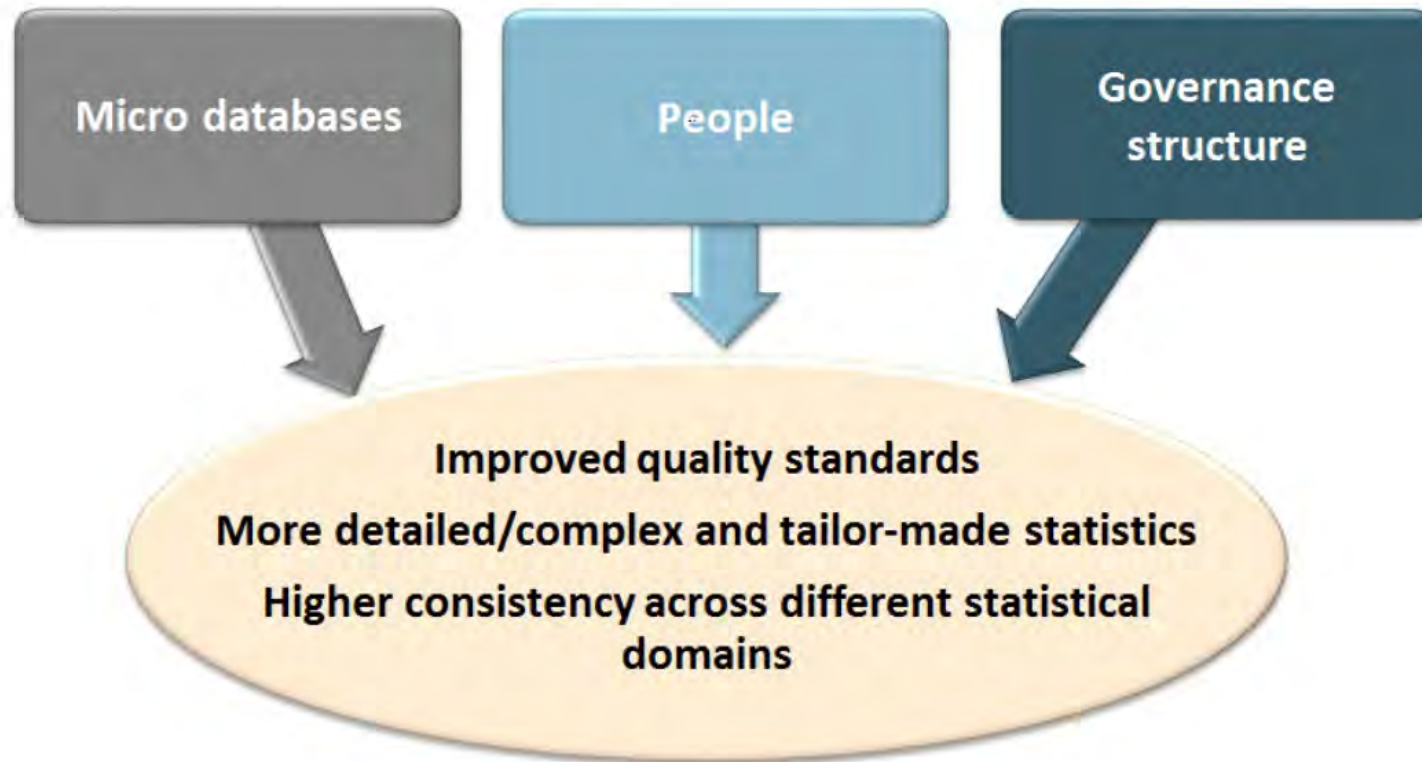 Micro databases
People
Governance
structure
Improved quality standards
More detailed/complex and tailor-made statistics
Higher consistency across different statistical
domains